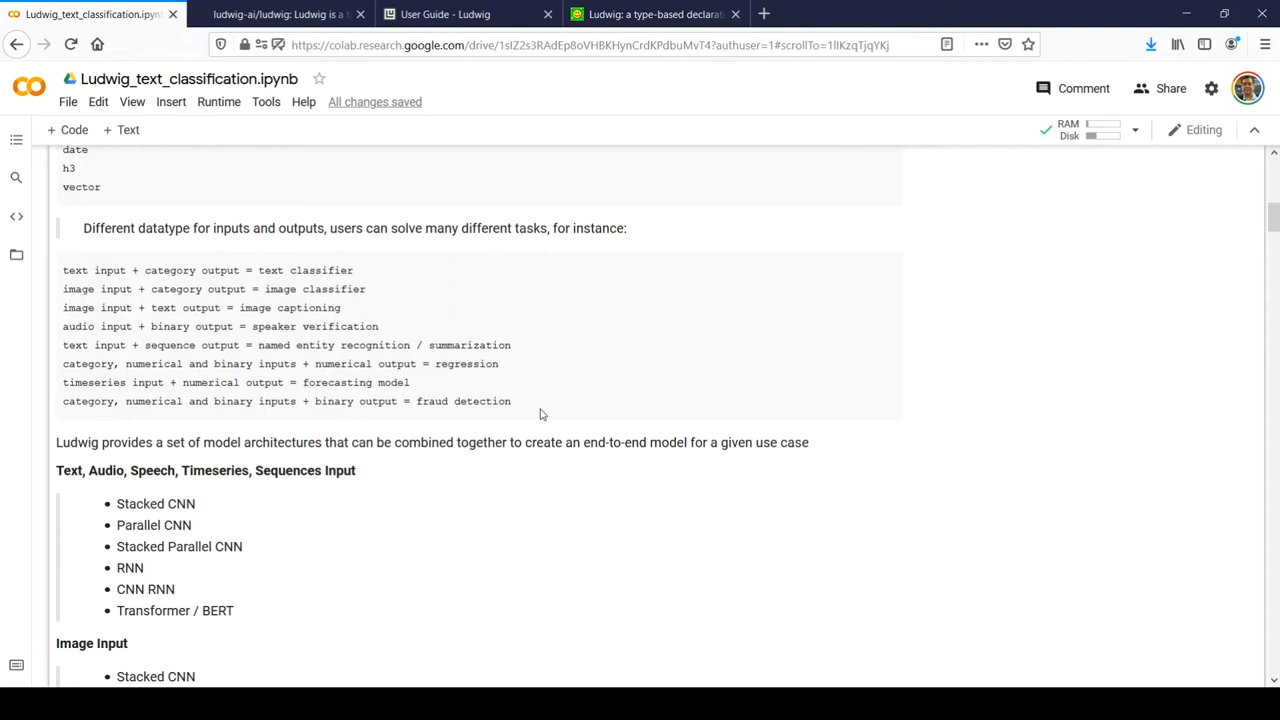 Ludwig_text_classification.ipynb
ludwig-ai/ludwig: Ludwig is a t
User Guide - Ludwig
Ludwig: a type-based declarati
https://colab.research.google.com/drive/1sIZ2s3RAdEp8oVHBKHynCrdKPdbuMvT4?authuser=1#scrollTo=1lIKzqTjqYKj
Ludwig_text_classification.ipynb
Comment
Share
File Edit View Insert Runtime Tools Help All changes saved
+ Code + Text
RAM
Disk
Editing
date
h3
vector
Different datatype for inputs and outputs, users can solve many different tasks, for instance:
text input + category output = text classifier
image input + category output = image classifier
image input + text output = image captioning
audio input + binary output = speaker verification
text input + sequence output = named entity recognition / summarization
category, numerical and binary inputs + numerical output = regression
timeseries input + numerical output = forecasting model
category, numerical and binary inputs + binary output = fraud detection
Ludwig provides a set of model architectures that can be combined together to create an end-to-end model for a given use case
Text, Audio, Speech, Timeseries, Sequences Input
• Stacked CNN
• Parallel CNN
• Stacked Parallel CNN
• RNN
• CNN RNN
• Transformer / BERT
Image Input
• Stacked CNN